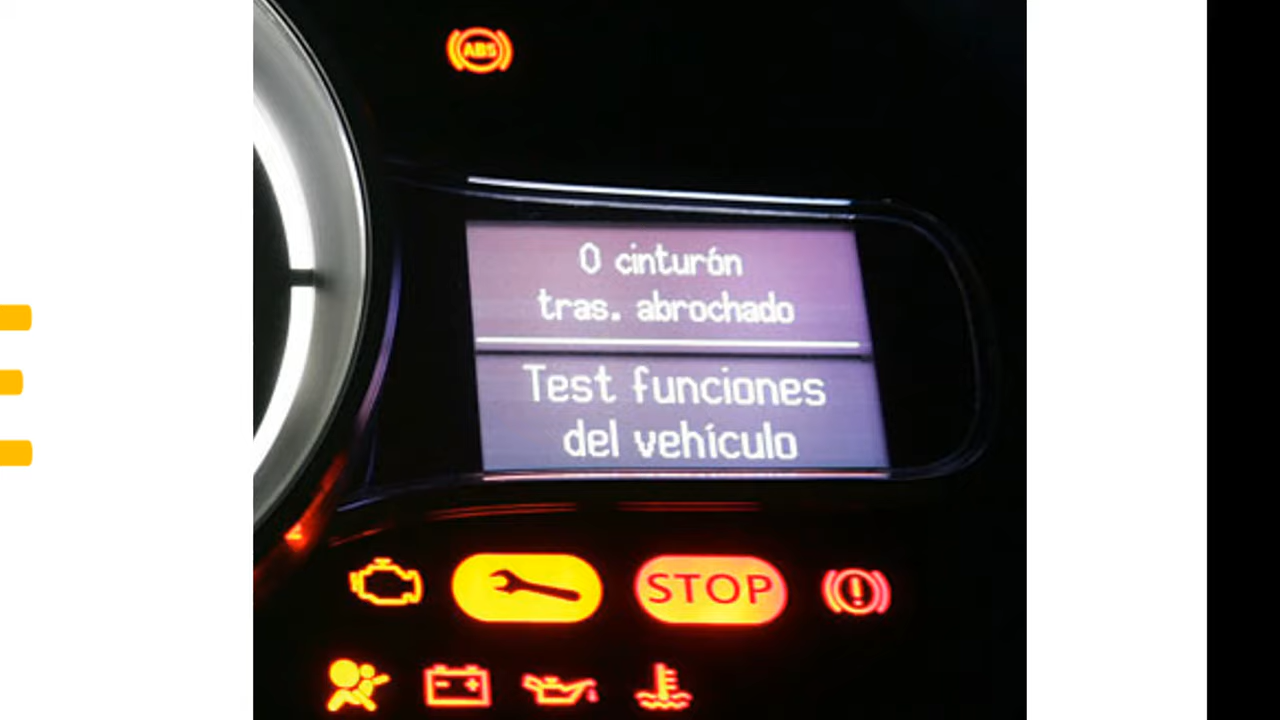 ABS
0 cinturón
tras. abrochado
Test funciones
del vehículo
STOP